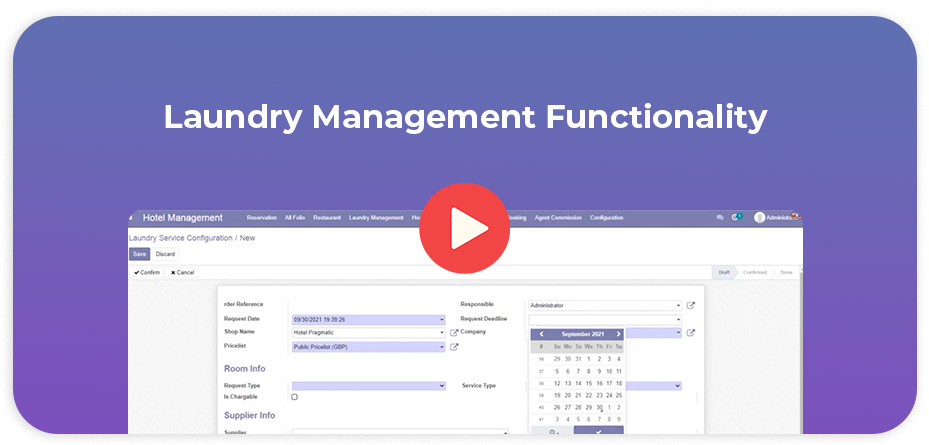 Laundry Management Functionality
Hotel Management Reservation All Folio Restaurant Laundry Management Agent Commission Configuration
Laundry Service Configuration / New
Save Discard
Confirm Cancel Draft Confirmed Done
rder Reference Responsible Administrator
Request Date 09/30/2021 19:39:26 Request Deadline
Shop Name Hotel Pragmatic Company
Pricelist Public Pricelist (GBP)
September 2021
# Su Mo Tu We Th Fr Sa
36 29 30 31 1 2 3 4
37 5 6 7 8 9 10 11
38 12 13 14 15 16 17 18
39 19 20 21 22 23 24 25
40 26 27 28 29 30 1 2
41 3 4 5 6 7 8 9
Room Info
Request Type Service Type
Is Chargable
Supplier Info
Supplier